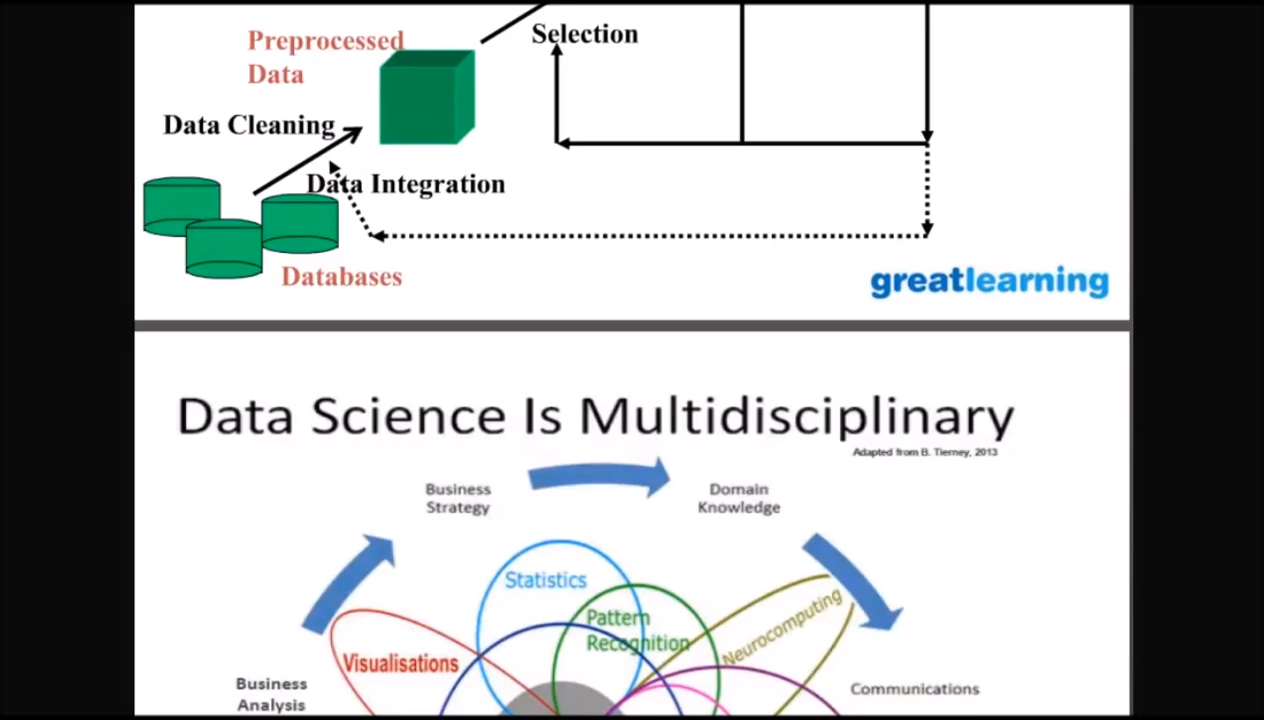 Preprocessed
Data
Selection
Data Cleaning
Data Integration
Databases
greatlearning
Data Science Is Multidisciplinary
Adapted from B. Tierney, 2013
Business
Strategy
Domain
Knowledge
Statistics
Pattern
Recognition
Neurocomputing
Visualisations
Business
Analysis
Communications